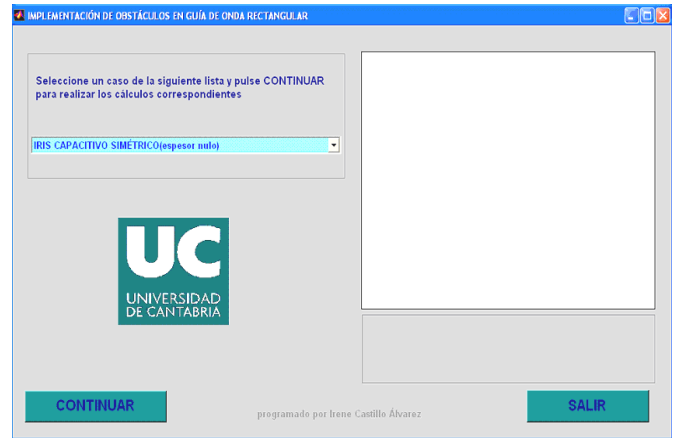 IMPLEMENTACIÓN DE OBSTÁCULOS EN GUÍA DE ONDA RECTANGULAR
Seleccione un caso de la siguiente lista y pulse CONTINUAR
para realizar los cálculos correspondientes
IRIS CAPACITIVO SIMÉTRICO(espesor nulo)
UC
UNIVERSIDAD
DE CANTABRIA
CONTINUAR
programado por Irene Castillo Álvarez
SALIR